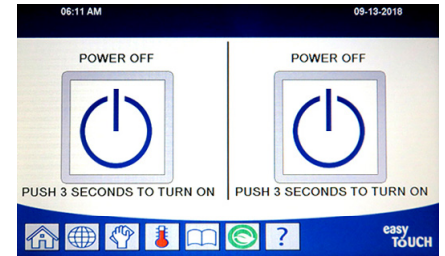 06:11 AM 09-13-2018
POWER OFF POWER OFF
PUSH 3 SECONDS TO TURN ON PUSH 3 SECONDS TO TURN ON
?
easy
TOUCH